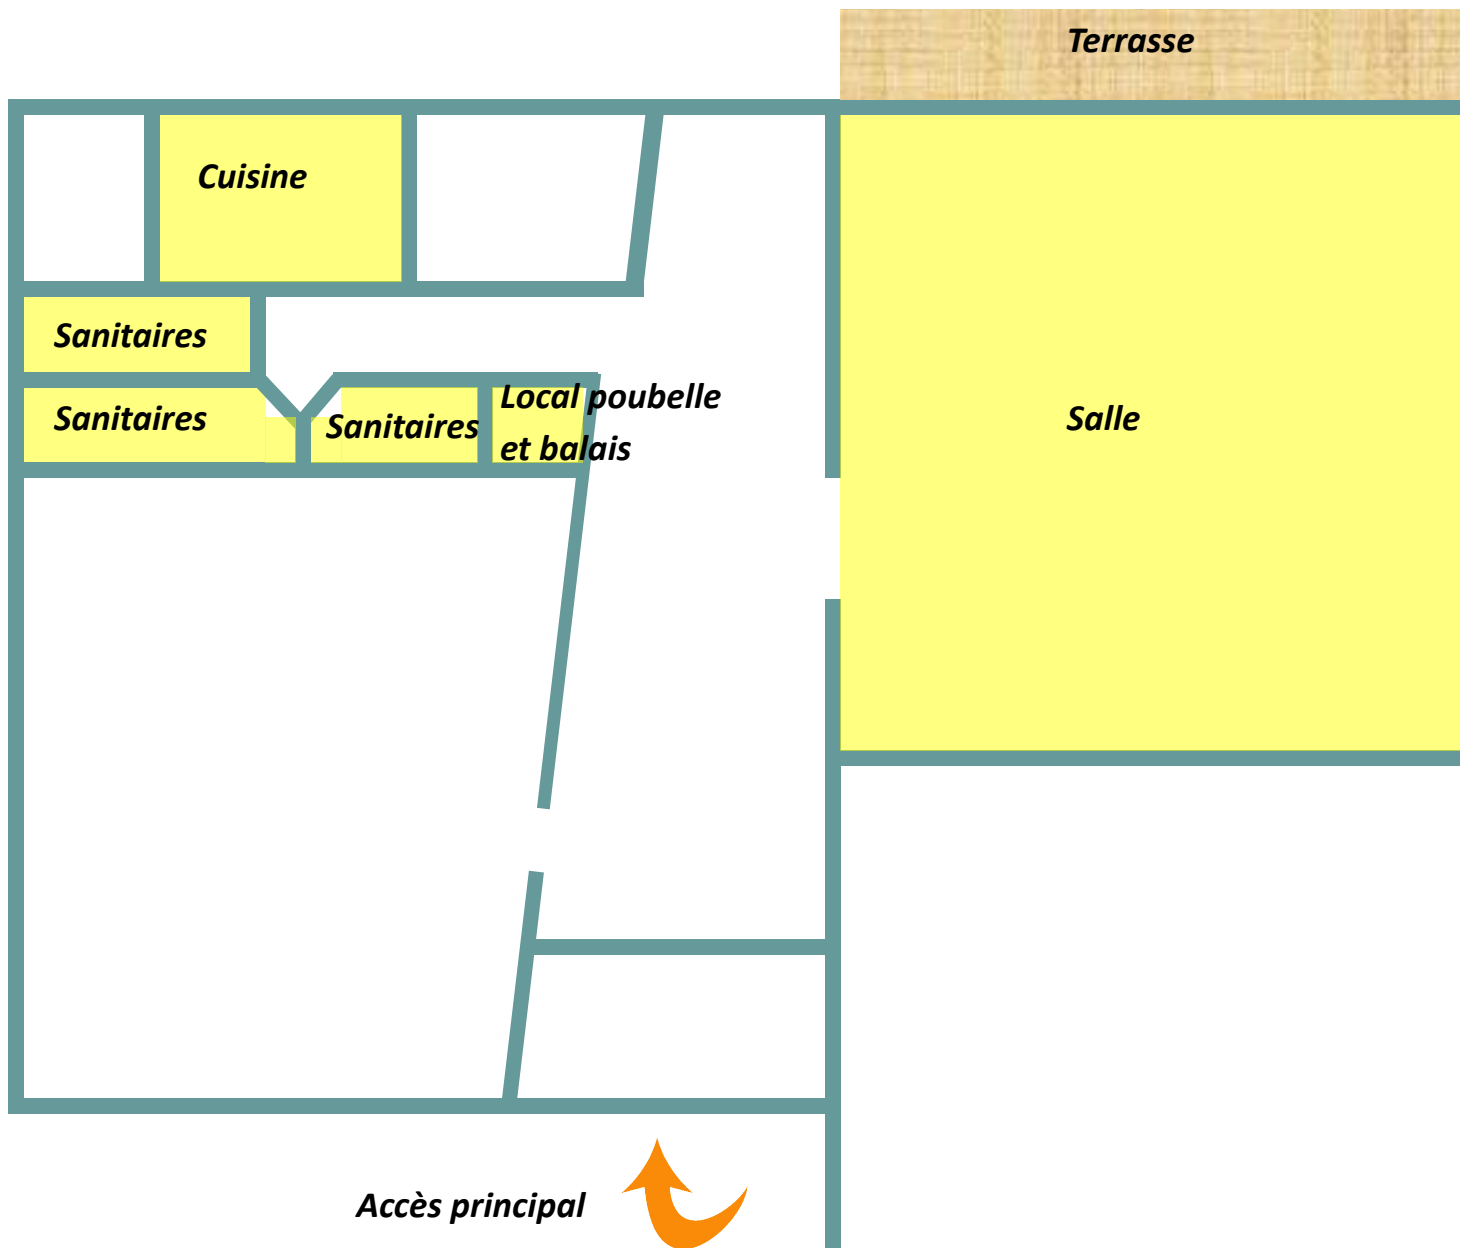 Terrasse
Cuisine
Sanitaires
Sanitaires
Sanitaires
Local poubelle
et balais
Salle
Accès principal